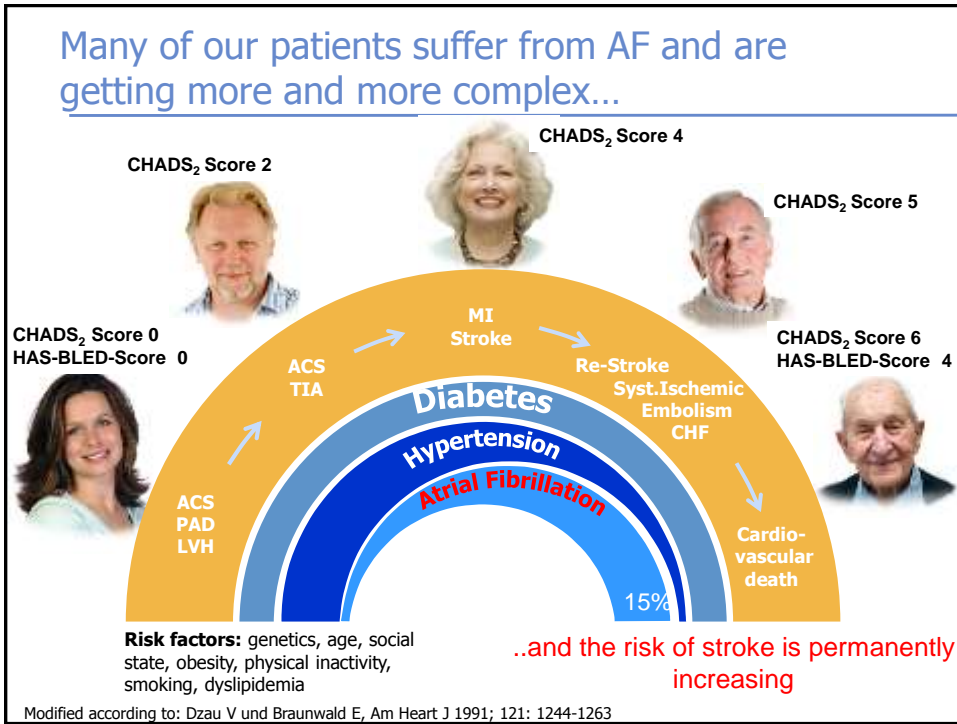 Many of our patients suffer from AF and are
getting more and more complex...
CHADS₂ Score 4
CHADS₂ Score 2
CHADS₂ Score 5
CHADS₂ Score 0
HAS-BLED-Score 0
CHADS₂ Score 6
HAS-BLED-Score 4
ACS
PAD
LVH
ACS
TIA
MI
Stroke
Re-Stroke
Syst.Ischemic
Embolism
CHF
Cardio-
vascular
death
Diabetes
Hypertension
Atrial Fibrillation
15%
Risk factors: genetics, age, social
state, obesity, physical inactivity,
smoking, dyslipidemia
..and the risk of stroke is permanently
increasing
Modified according to: Dzau V und Braunwald E, Am Heart J 1991; 121: 1244-1263